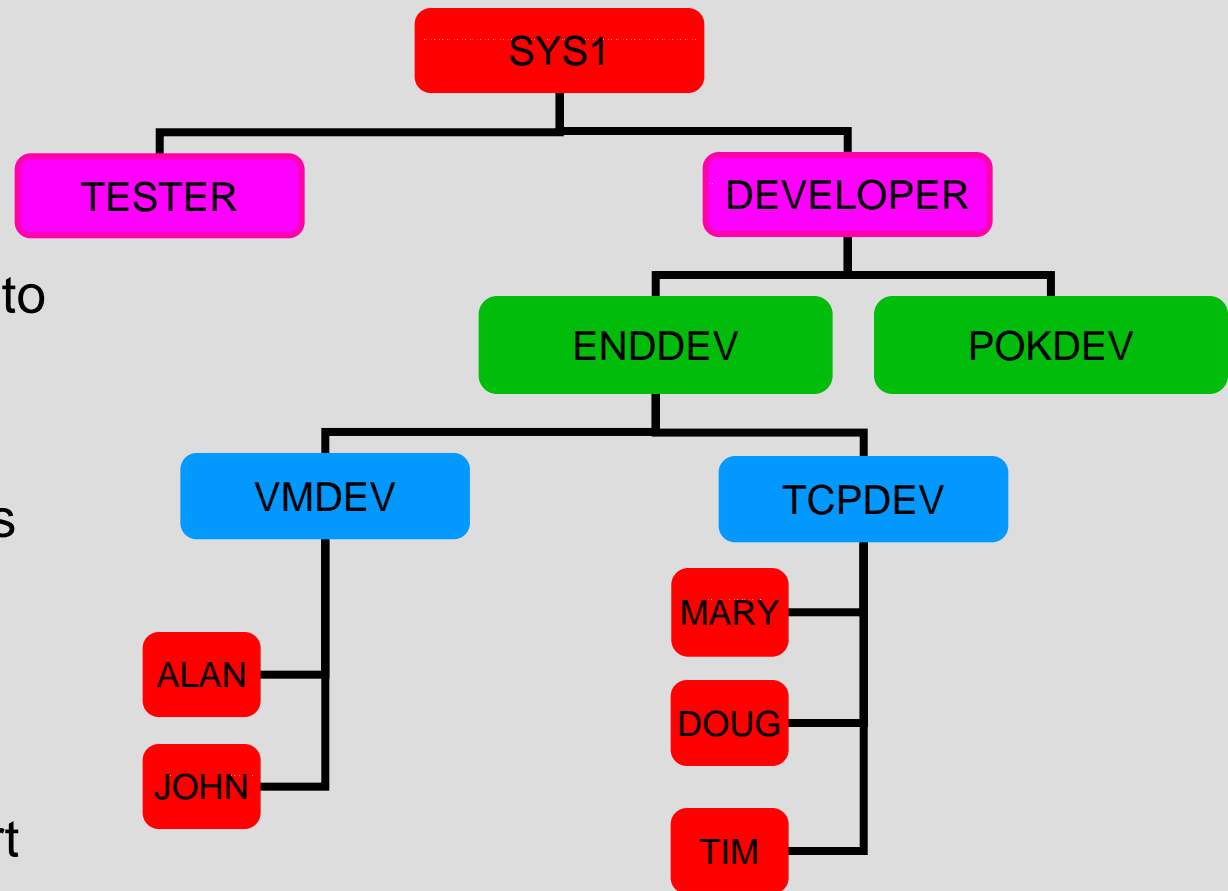 SYS1
TESTER
DEVELOPER
to
ENDDEV
POKDEV
VMDEV
TCPDEV
s
MARY
ALAN
DOUG
JOHN
rt
TIM